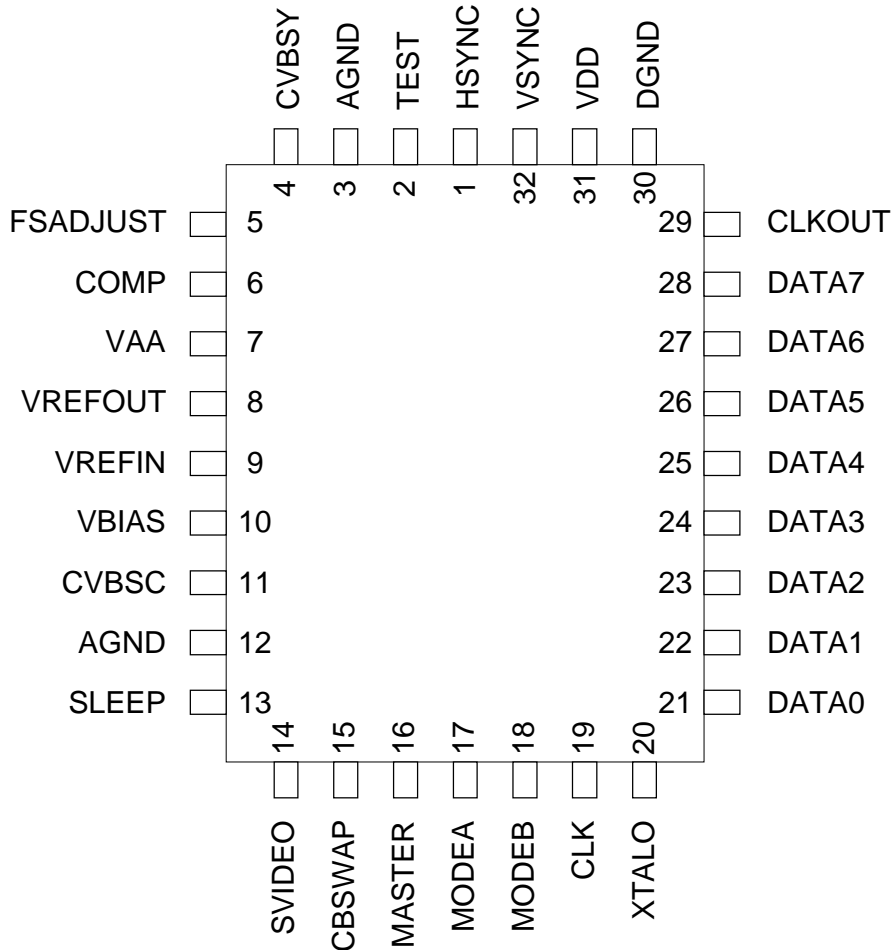 CVBSY AGND TEST HSYNC VSYNC VDD DGND
4 3 2 1 32 31 30
FSADJUST 5 29 CLKOUT
COMP 6 28 DATA7
VAA 7 27 DATA6
VREFOUT 8 26 DATA5
VREFIN 9 25 DATA4
VBIAS 10 24 DATA3
CVBSC 11 23 DATA2
AGND 12 22 DATA1
SLEEP 13 21 DATA0
14 15 16 17 18 19 20
SVIDEO CBSWAP MASTER MODEA MODEB CLK XTALO